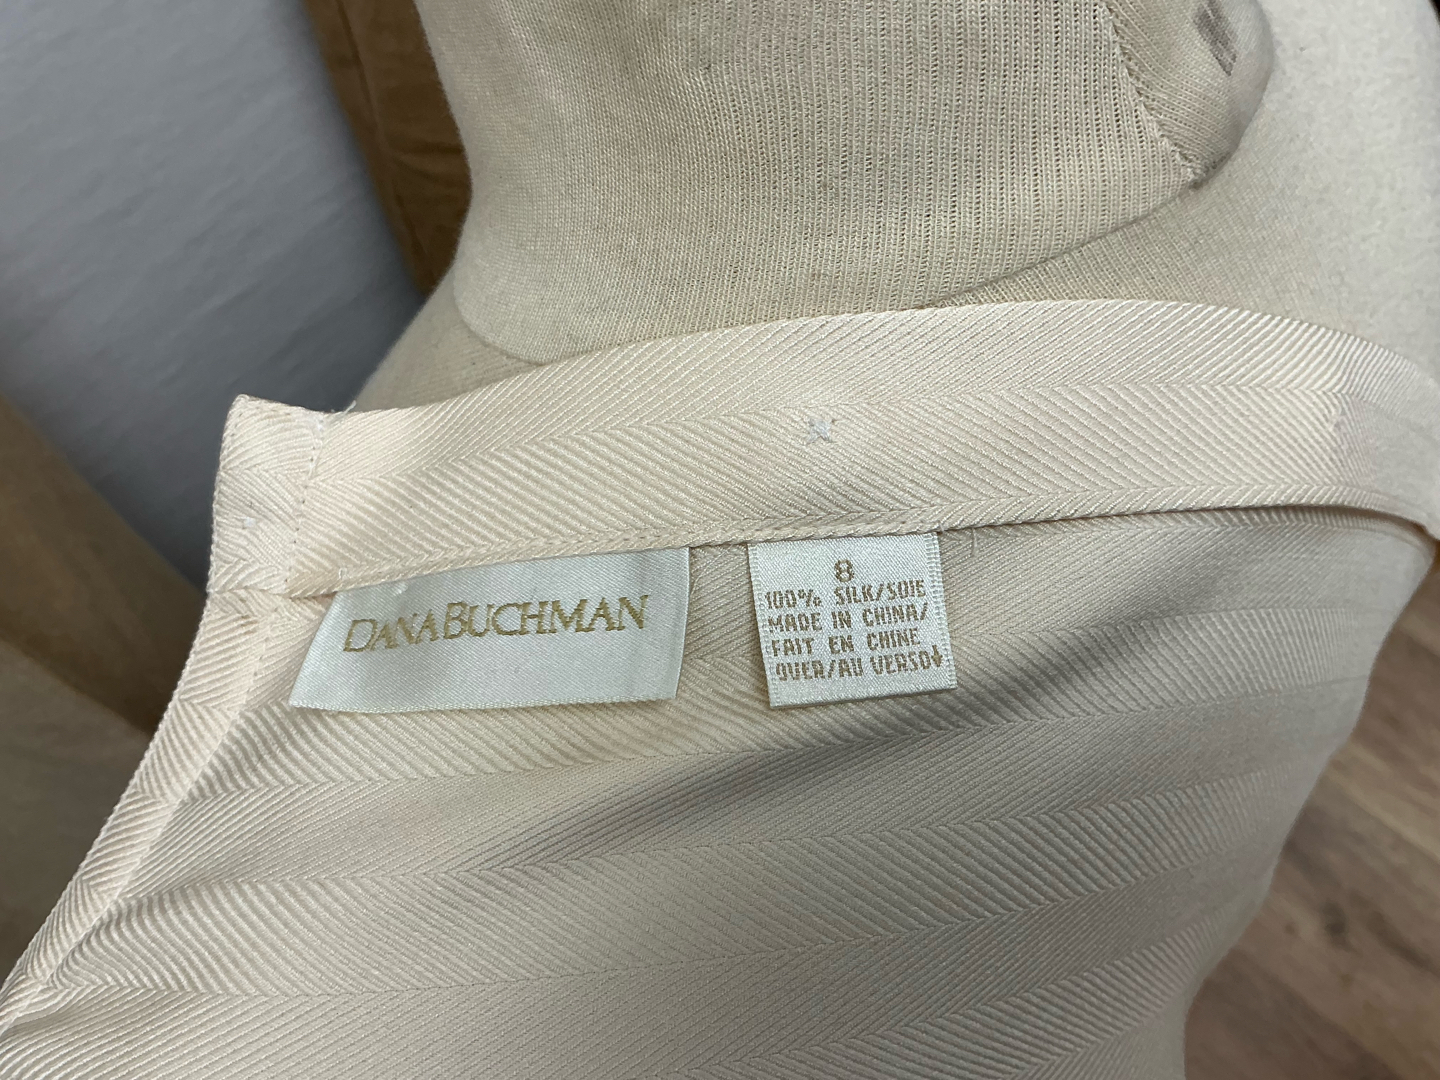 DANA BUCHMAN
8
100% SILK/SOIE
MADE IN CHINA/
FAIT EN CHINE
OVER/AU VERSO↓